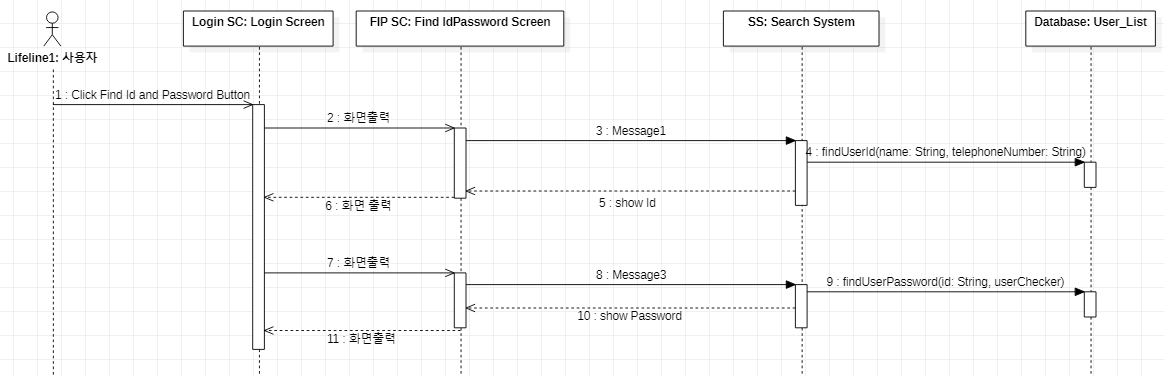 Login SC: Login Screen
FIP SC: Find IdPassword Screen
SS: Search System
Database: User_List
Lifeline1: 사용자
1 : Click Find Id and Password Button
2 : 화면출력
3 : Message1
4 : findUserId(name: String, telephoneNumber: String)
5 : show Id
6 : 화면 출력
7 : 화면출력
8 : Message3
9 : findUserPassword(id: String, userChecker)
10 : show Password
11 : 화면출력